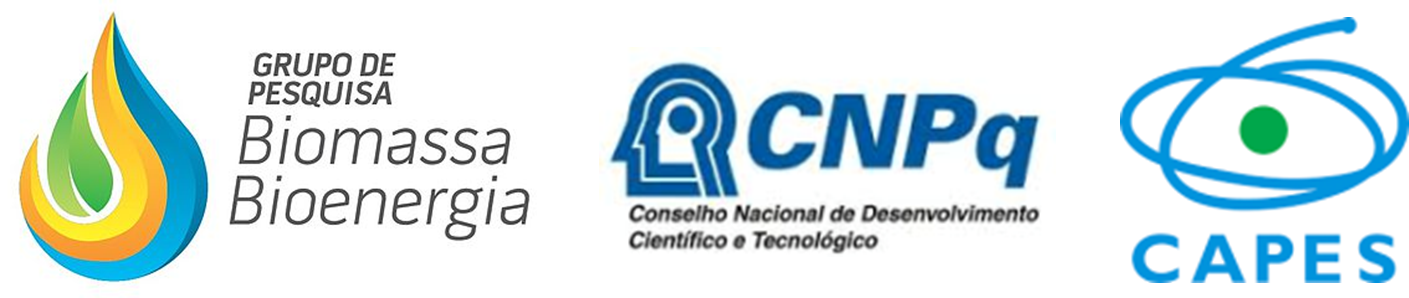 GRUPO DE
PESQUISA
Biomassa
Bioenergia
CNPq
Conselho Nacional de Desenvolvimento
Científico e Tecnológico
CAPES